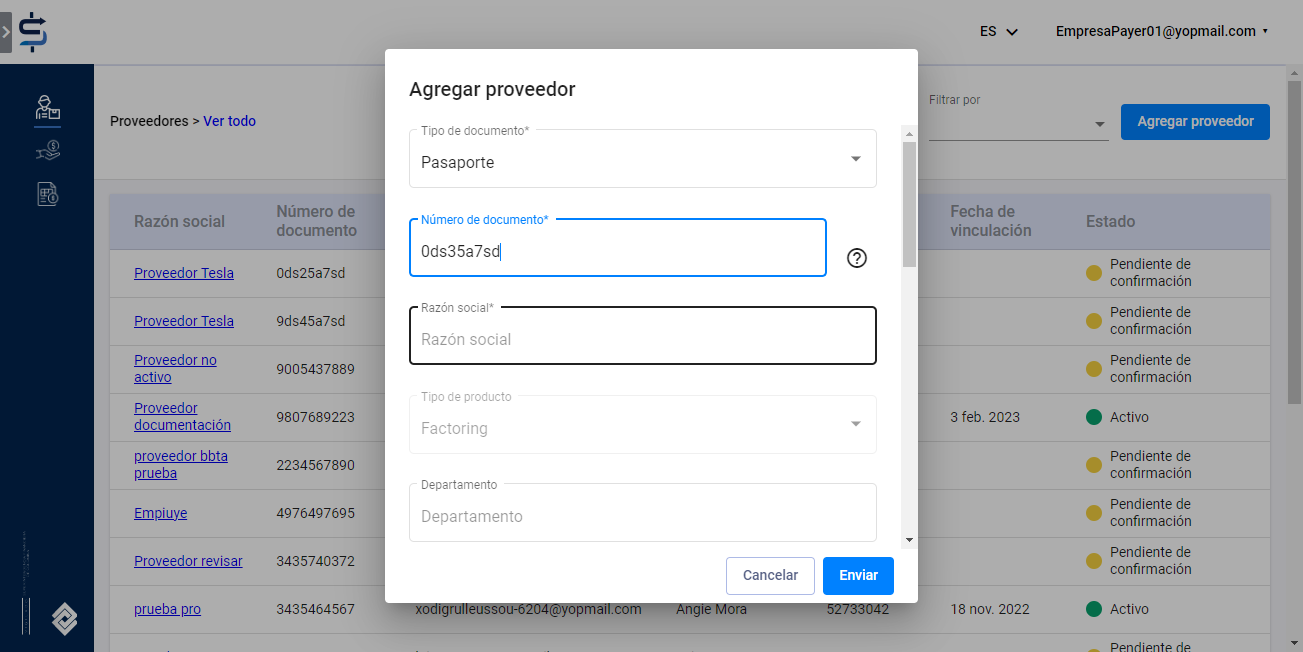 ES
EmpresaPayer01@yopmail.com
Proveedores > Ver todo
Filtrar por
Agregar proveedor
Agregar proveedor
Tipo de documento*
Pasaporte
Número de documento*
0ds35a7sd
Razón social*
Razón social
Tipo de producto
Factoring
Departamento
Departamento
Cancelar
Enviar
Razón social
Número de
documento
Fecha de
vinculación
Estado
Proveedor Tesla
0ds25a7sd
Pendiente de
confirmación
Proveedor Tesla
9ds45a7sd
Pendiente de
confirmación
Proveedor no
activo
9005437889
Pendiente de
confirmación
Proveedor
documentación
9807689223
3 feb. 2023
Activo
proveedor bbta
prueba
2234567890
Pendiente de
confirmación
Empiuye
4976497695
Pendiente de
confirmación
Proveedor revisar
3435740372
Pendiente de
confirmación
prueba pro
3435464567
xodigrulleussou-6204@yopmail.com
Angie Mora
52733042
18 nov. 2022
Activo
Pendiente de